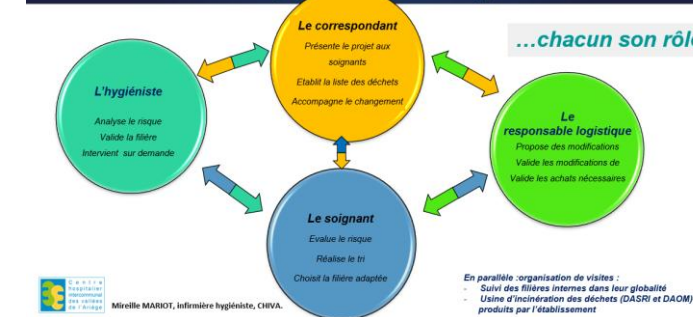 Le correspondant
Présente le projet aux
soignants
Etablit la liste des déchets
Accompagne le changement
...chacun son rôle
L'hygiéniste
Analyse le risque
Valide la filière
Intervient sur demande
Le
responsable logistique
Propose des modifications
Valide les modifications de
Valide les achats nécessaires
Le soignant
Evalue le risque
Réalise le tri
Choisit la filière adaptée
En parallèle :organisation de visites :
- Suivi des filières internes dans leur globalité
- Usine d'incinération des déchets (DASRI et DAOM)
produits par l'établissement
Centre
hospitalier
intercommunal
des vallées
de l'Ariège
Mireille MARIOT, infirmière hygiéniste, CHIVA.